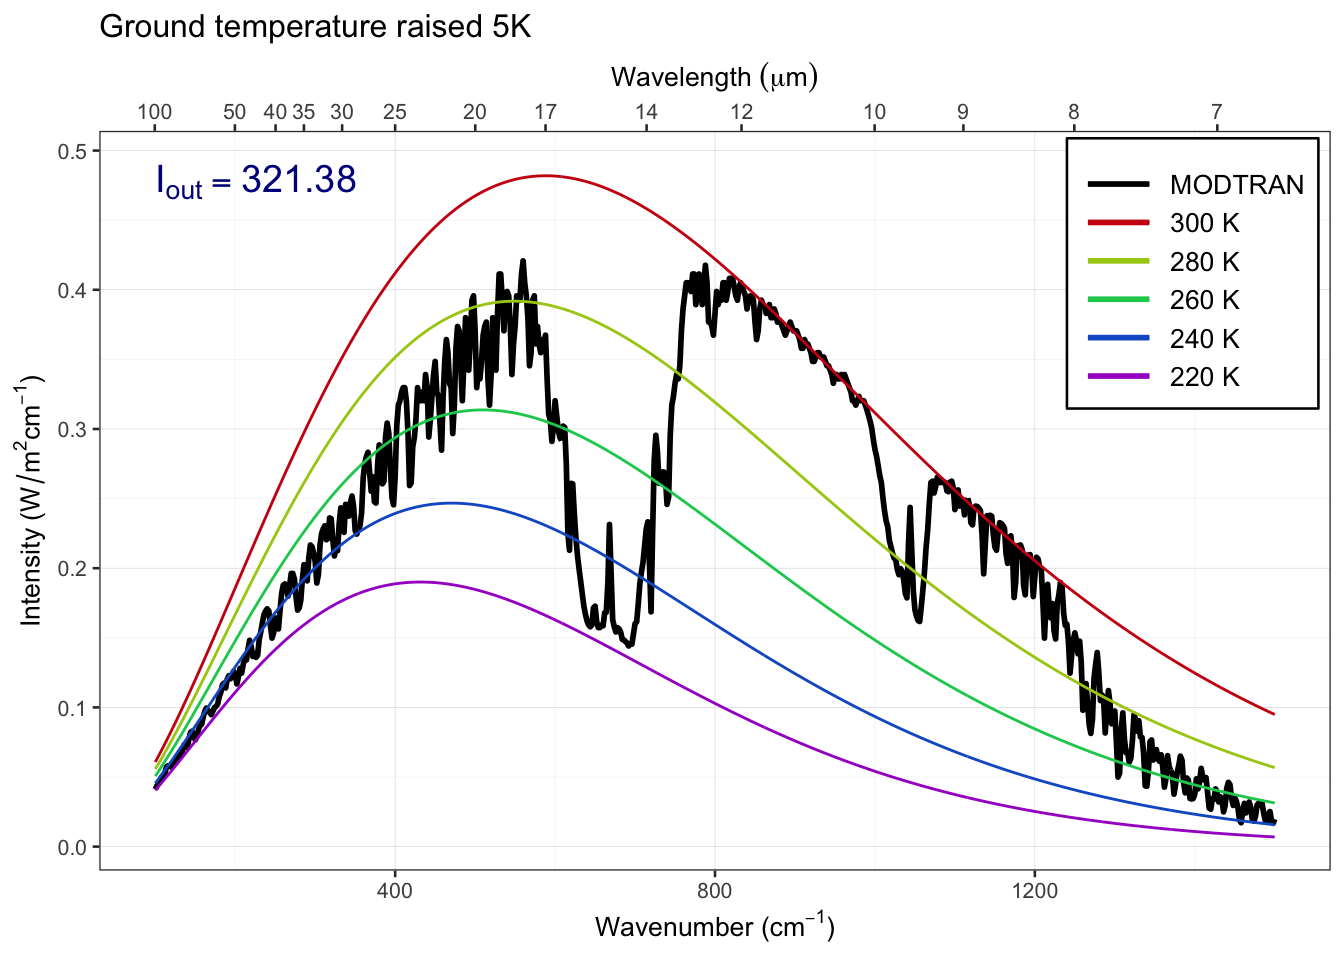 Ground temperature raised 5K
Wavelength (μm)
100 50 40 35 30 25 20 17 14 12 10 9 8 7
I_out = 321.38
MODTRAN
300 K
280 K
260 K
240 K
220 K
0.5
0.4
0.3
0.2
0.1
0.0
Intensity (W/m²cm⁻¹)
400 800 1200
Wavenumber (cm⁻¹)